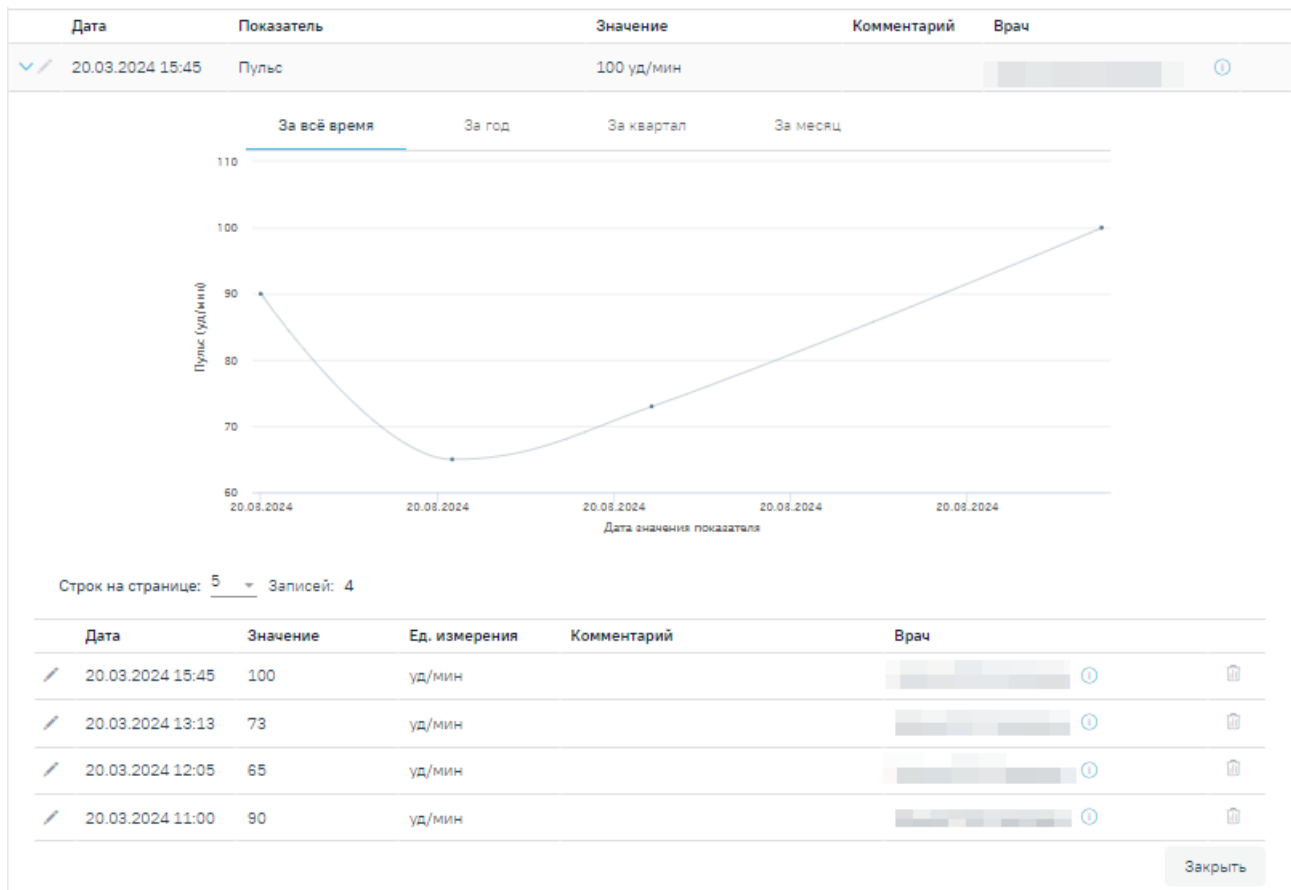 Дата Показатель Значение Комментарий Врач
20.03.2024 15:45 Пульс 100 уд/мин
За всё время За год За квартал За месяц
110
100
90
80
70
60
Пульс (уд/мин)
20.03.2024 20.03.2024 20.03.2024 20.03.2024 20.03.2024
Дата значения показателя
Строк на странице: 5 Записей: 4
Дата Значение Ед. измерения Комментарий Врач
20.03.2024 15:45 100 уд/мин
20.03.2024 13:13 73 уд/мин
20.03.2024 12:05 65 уд/мин
20.03.2024 11:00 90 уд/мин
Закрыть